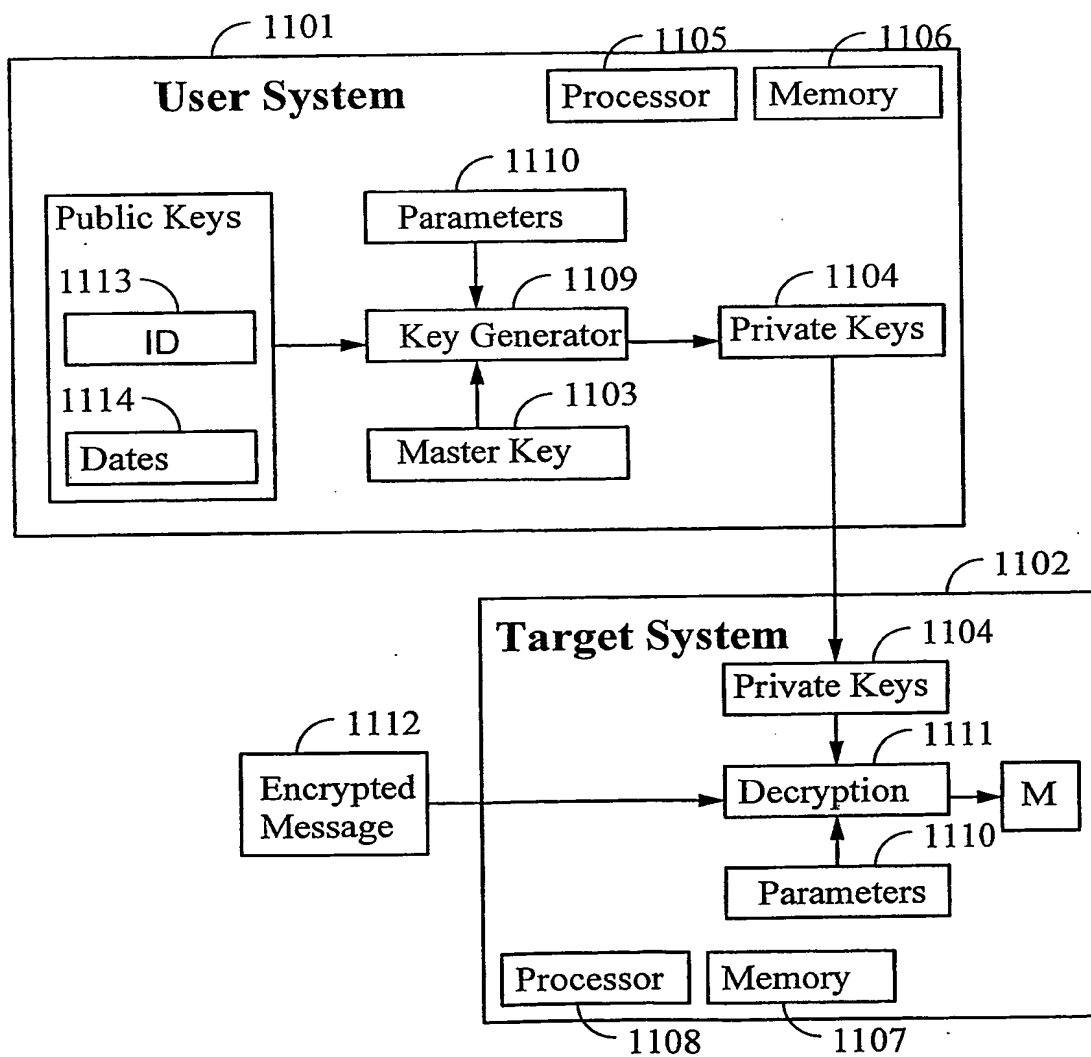 1101
1105
1106
User System
Processor
Memory
1110
Public Keys
Parameters
1113
1109
1104
ID
Key Generator
Private Keys
1114
1103
Dates
Master Key
1102
Target System
1104
Private Keys
1112
1111
Encrypted
Message
Decryption
M
1110
Parameters
Processor
Memory
1108
1107